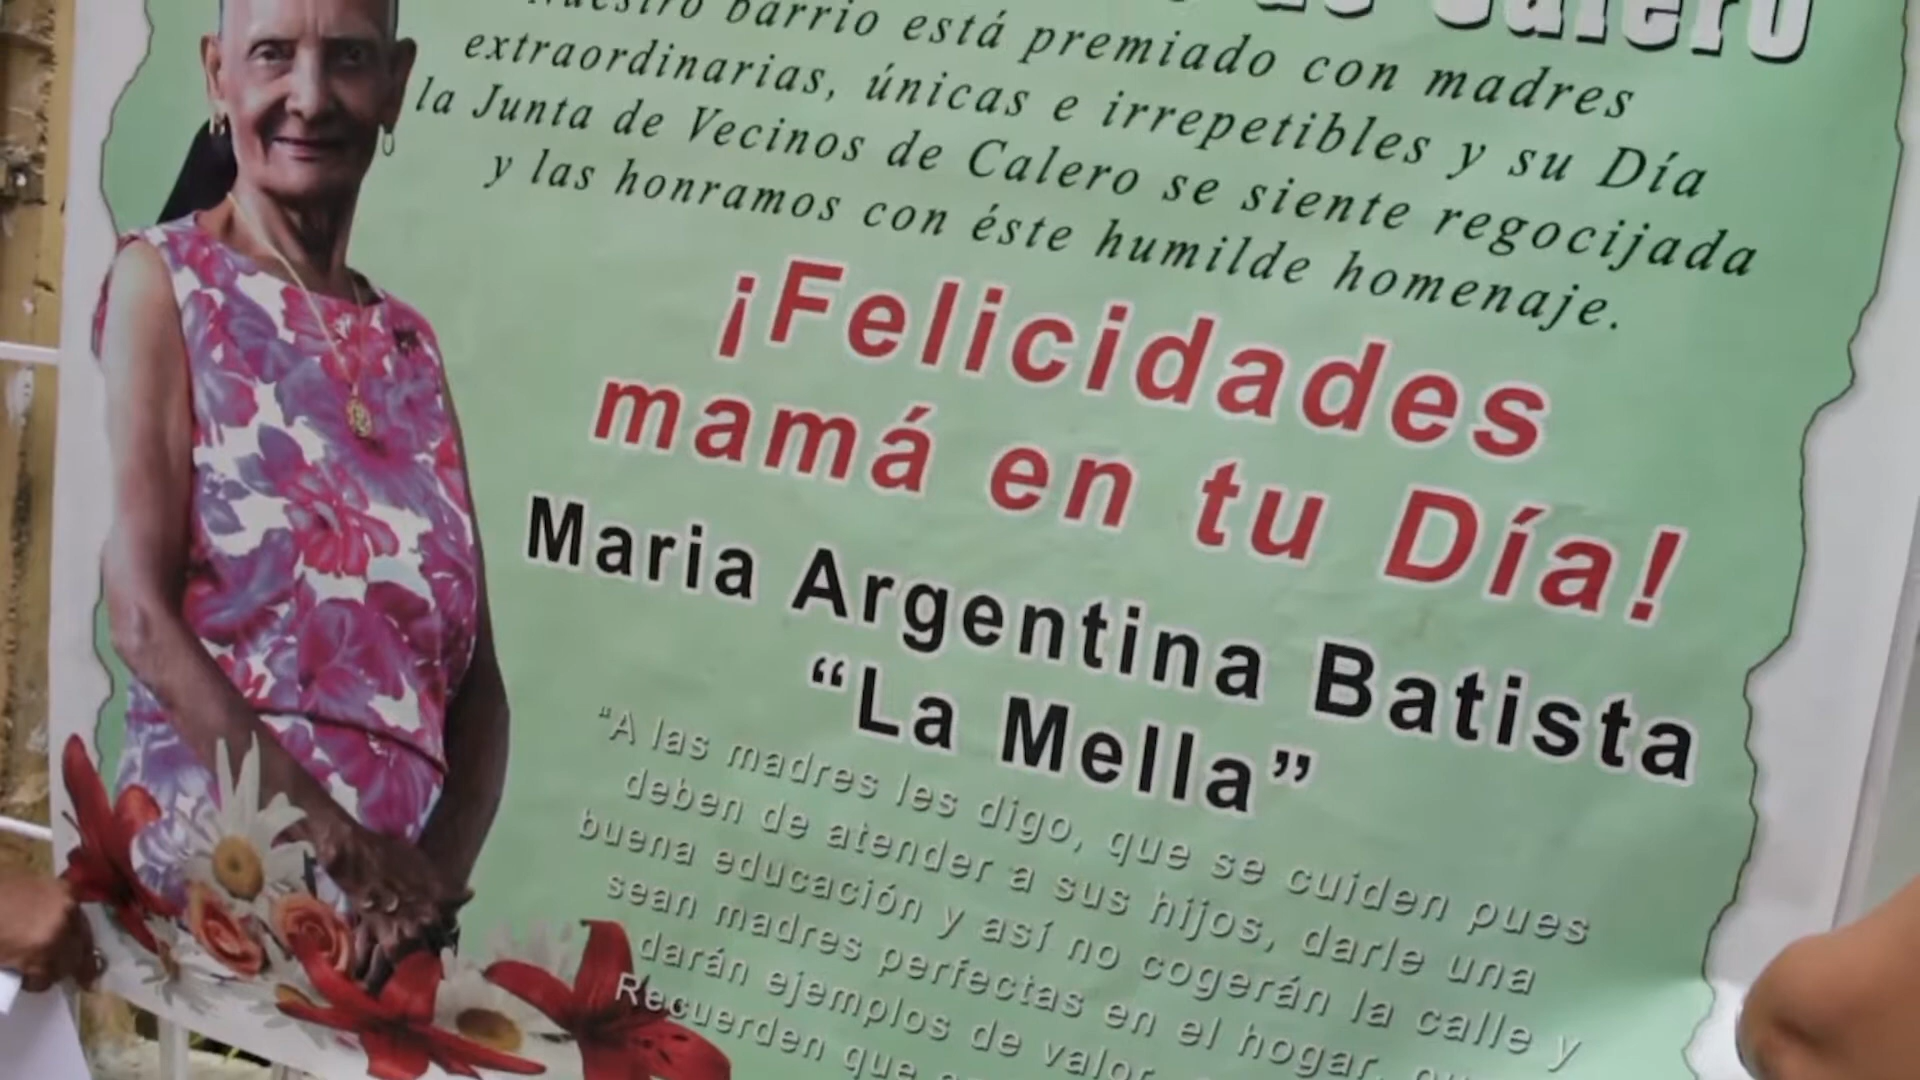 de Calero
Nuestro barrio está premiado con madres
extraordinarias, únicas e irrepetibles y su Día
la Junta de Vecinos de Calero se siente regocijada
y las honramos con éste humilde homenaje.
¡Felicidades
mamá en tu Día!
Maria Argentina Batista
“La Mella”
“A las madres les digo, que se cuiden pues
deben de atender a sus hijos, darle una
buena educación y así no cogerán la calle y
sean madres perfectas en el hogar,
darán ejemplos de valor
Recuerden que